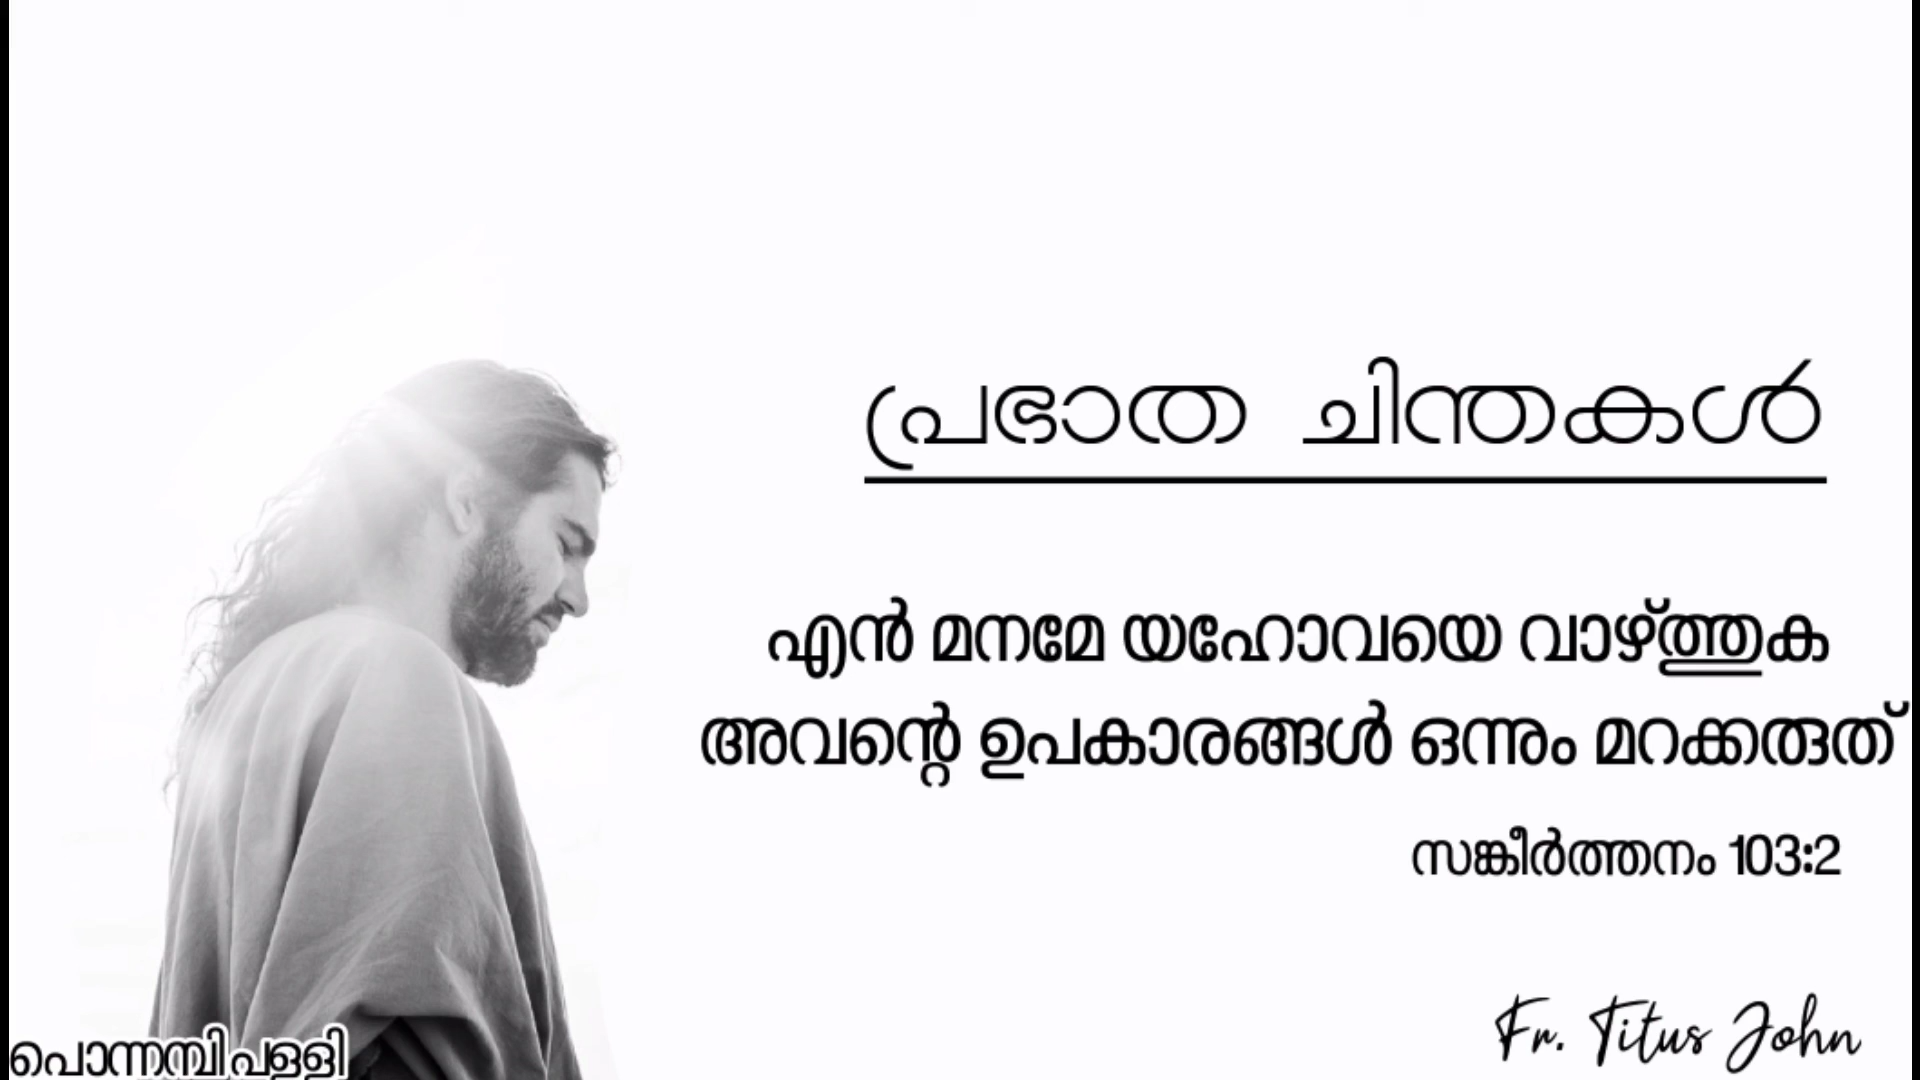 പ്രഭാത ചിന്തകൾ
എൻ മനമേ യഹോവയെ വാഴ്ത്തുക
അവന്റെ ഉപകാരങ്ങൾ ഒന്നും മറക്കരുത്
സങ്കീർത്തനം 103:2
Fr. Titus John
പൊന്നമ്പി പള്ളി